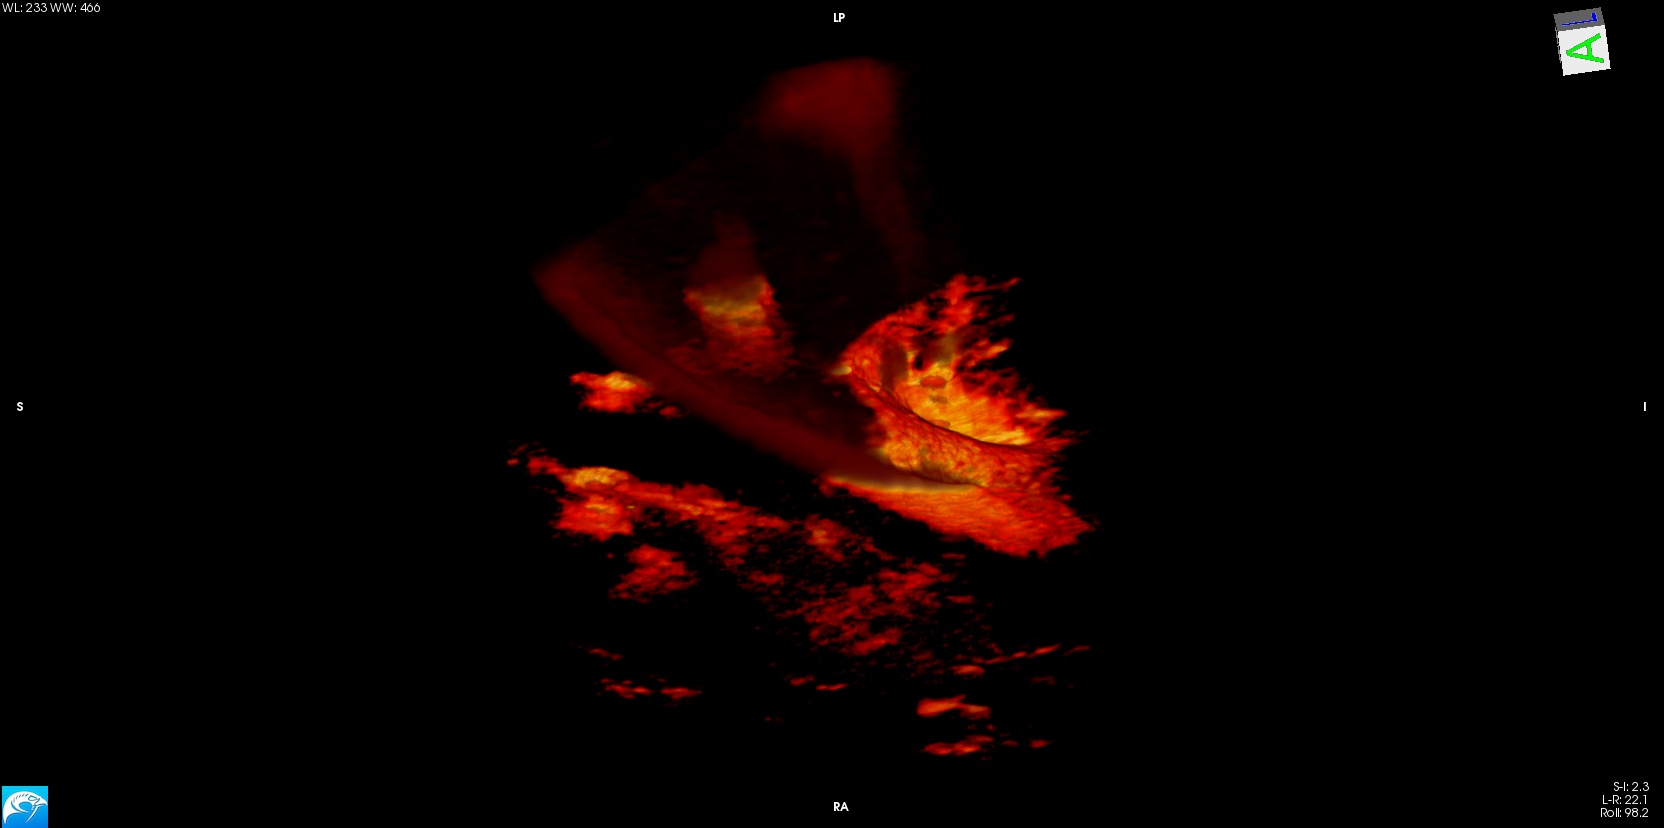 WL: 233 WW: 466
LP
L
A
S
I
RA
S-I: 2.3
L-R: 22.1
Roll: 98.2